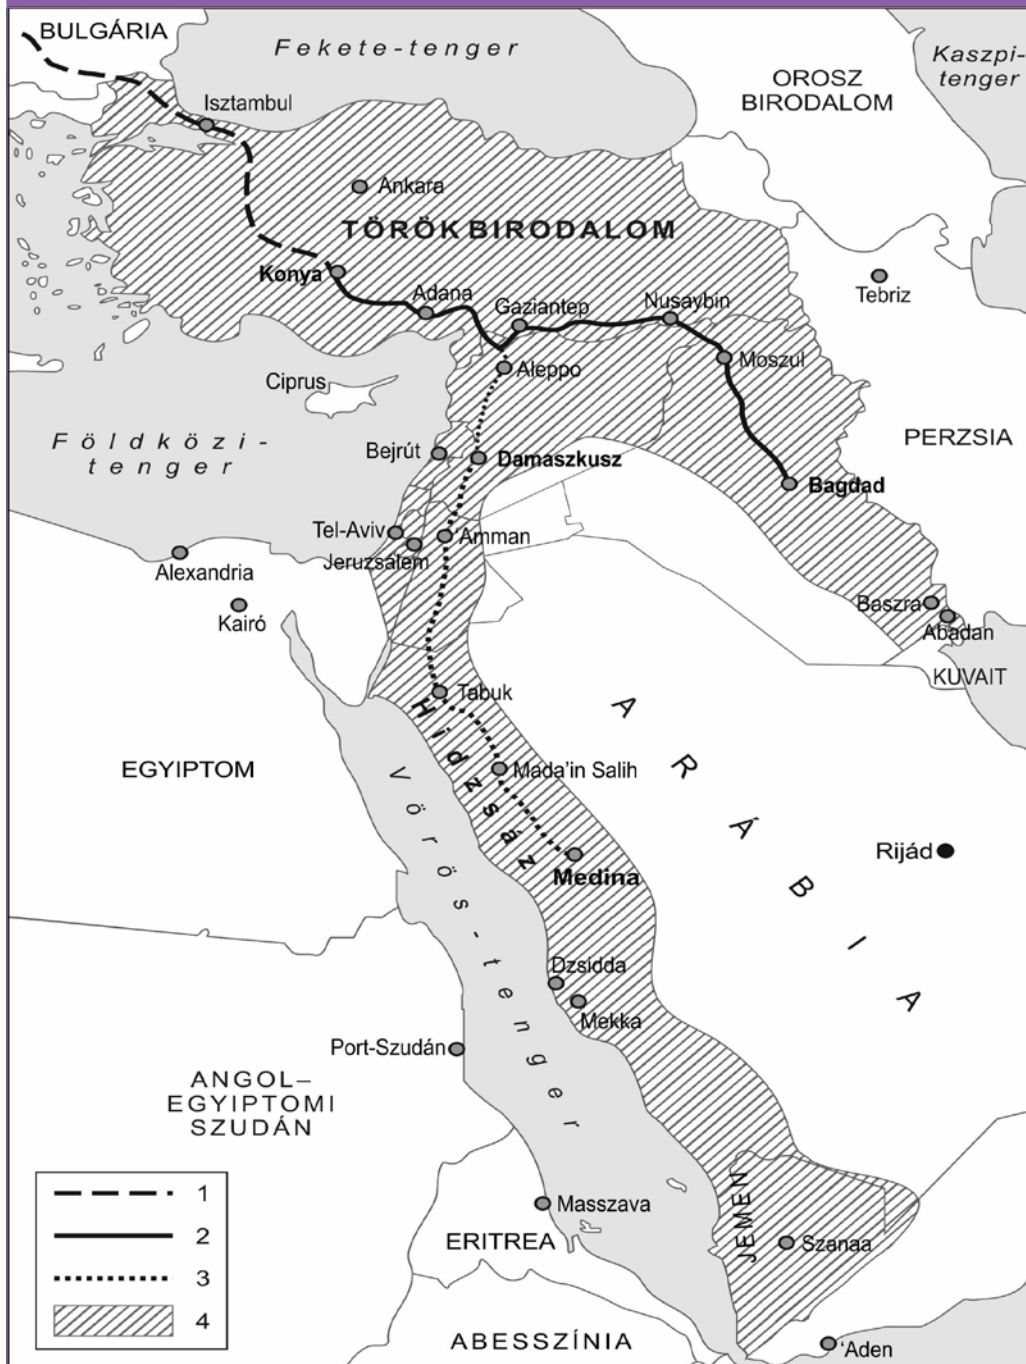 BULGÁRIA
Fekete-tenger
Kaszpi-
tenger
OROSZ
BIRODALOM
Isztambul
Ankara
TÖRÖK BIRODALOM
Konya
Adana
Gaziantep
Nusaybin
Tebriz
Moszul
Aleppo
Ciprus
Földközi-
tenger
Bejrút
Damaszkusz
PERZSIA
Bagdad
Tel-Aviv
Amman
Jeruzsálem
Alexandria
Kairó
Baszra
Abadan
KUVAIT
Tabuk
Hidzsáz
ARÁBIA
EGYIPTOM
Vörös-tenger
Mada'in Salih
Rijád
Medina
Dzsidda
Mekka
Port-Szudán
ANGOL–
EGYIPTOMI
SZUDÁN
JEMEN
Masszava
Szanaa
ERITREA
ABESSZÍNIA
'Aden
1
2
3
4